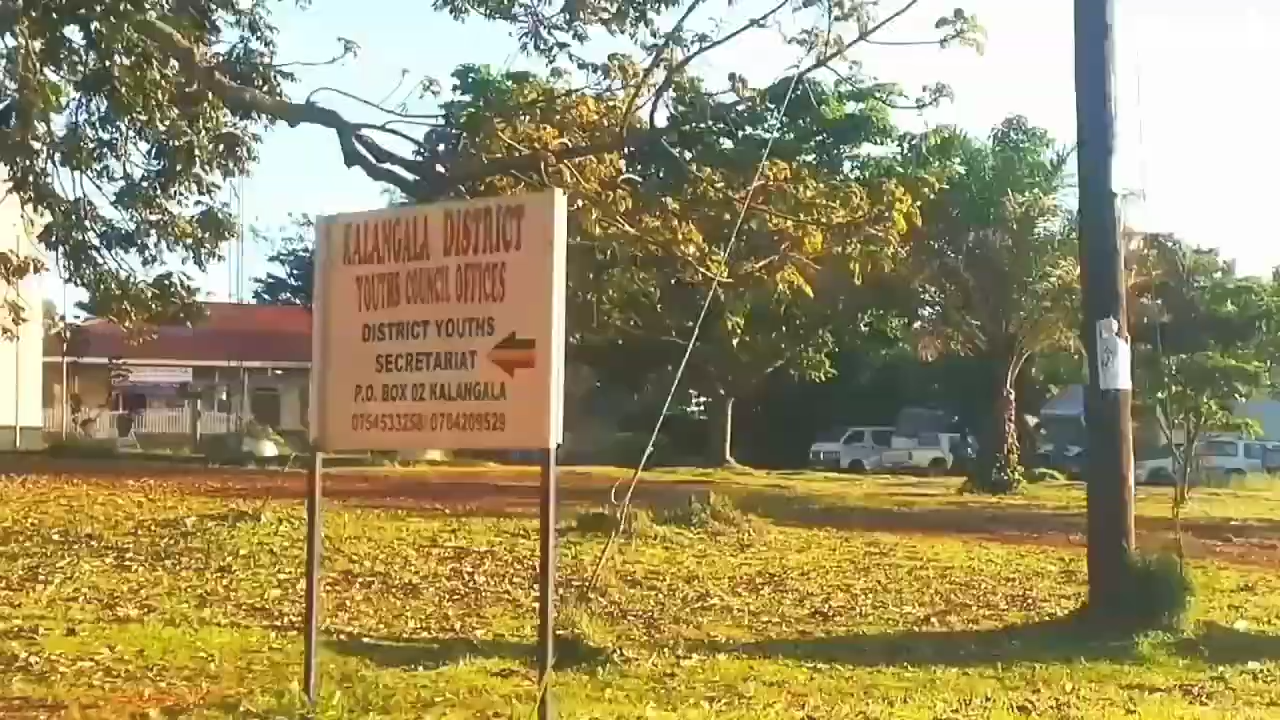 KALANGALA DISTRICT
YOUTHS COUNCIL OFFICES
DISTRICT YOUTHS
SECRETARIAT
P.O. BOX 02 KALANGALA
0754533258/0784209529